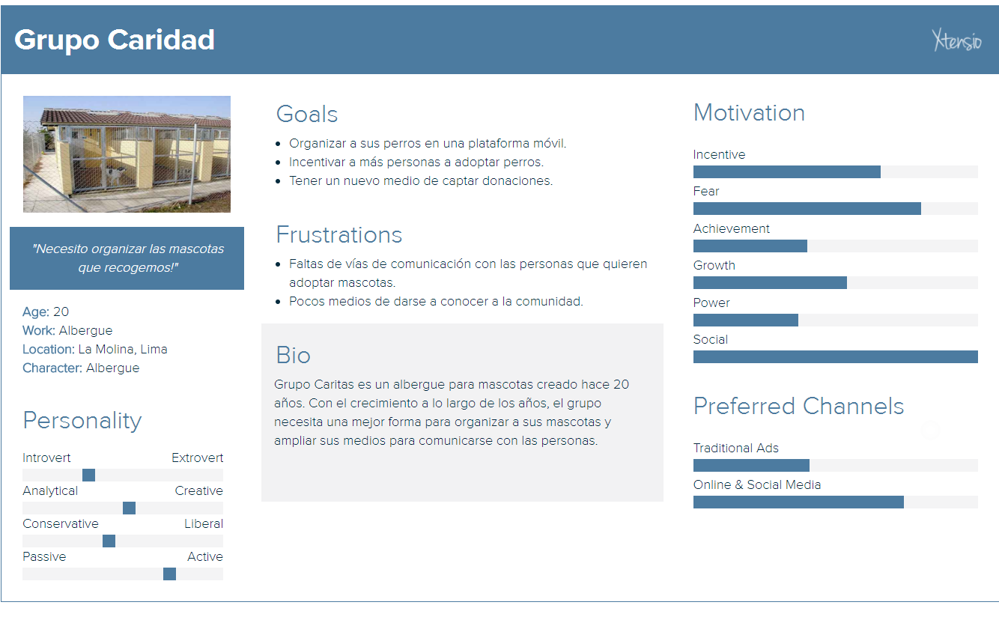 Grupo Caridad
Xtensio
"Necesito organizar las mascotas
que recogemos!"
Age: 20
Work: Albergue
Location: La Molina, Lima
Character: Albergue
Personality
Introvert Extrovert
Analytical Creative
Conservative Liberal
Passive Active
Goals
• Organizar a sus perros en una plataforma móvil.
• Incentivar a más personas a adoptar perros.
• Tener un nuevo medio de captar donaciones.
Frustrations
• Faltas de vías de comunicación con las personas que quieren
adoptar mascotas.
• Pocos medios de darse a conocer a la comunidad.
Bio
Grupo Caritas es un albergue para mascotas creado hace 20
años. Con el crecimiento a lo largo de los años, el grupo
necesita una mejor forma para organizar a sus mascotas y
ampliar sus medios para comunicarse con las personas.
Motivation
Incentive
Fear
Achievement
Growth
Power
Social
Preferred Channels
Traditional Ads
Online & Social Media